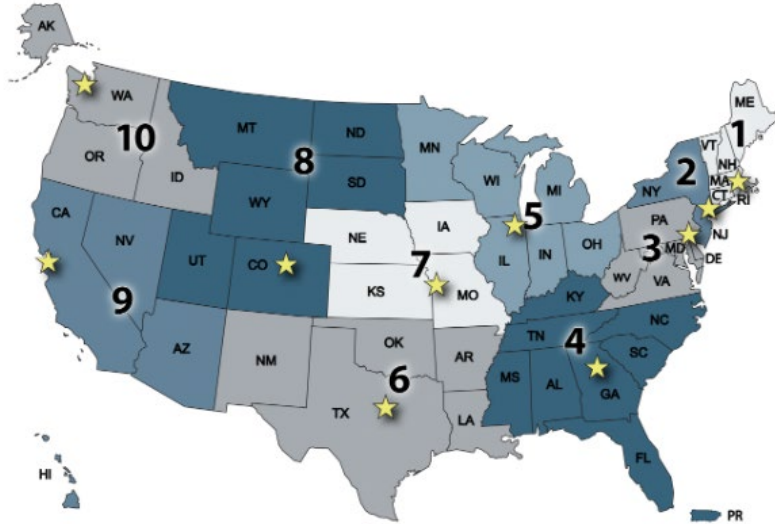 AK
WA
10
OR
ID
MT
ND
8
SD
WY
MN
WI
MI
5
IL
IN
OH
ME
1
VT
NH
MA
CT
RI
2
NY
NJ
PA
3
MD
DE
WV
VA
CA
NV
9
AZ
UT
CO
NE
IA
7
KS
MO
KY
TN
4
NC
SC
MS
AL
GA
FL
NM
OK
6
TX
AR
LA
HI
PR